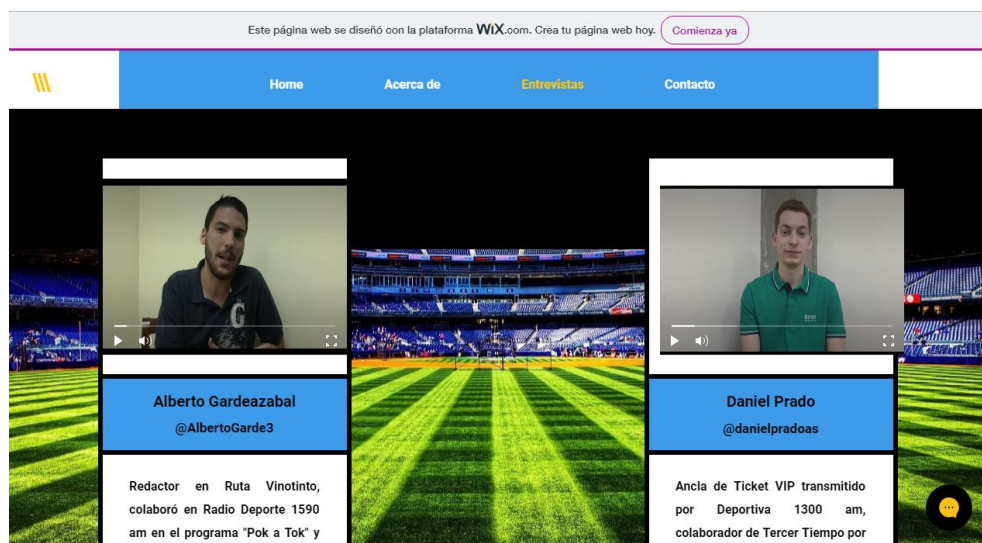 Este página web se diseñó con la plataforma WiX.com. Crea tu página web hoy. Comienza ya
Home Acerca de Entrevistas Contacto
G
BOSS
Alberto Gardeazabal
@AlbertoGarde3
Redactor en Ruta Vinotinto,
colaboró en Radio Deporte 1590
am en el programa "Pok a Tok" y
Daniel Prado
@danielpradoas
Ancla de Ticket VIP transmitido
por Deportiva 1300 am,
colaborador de Tercer Tiempo por